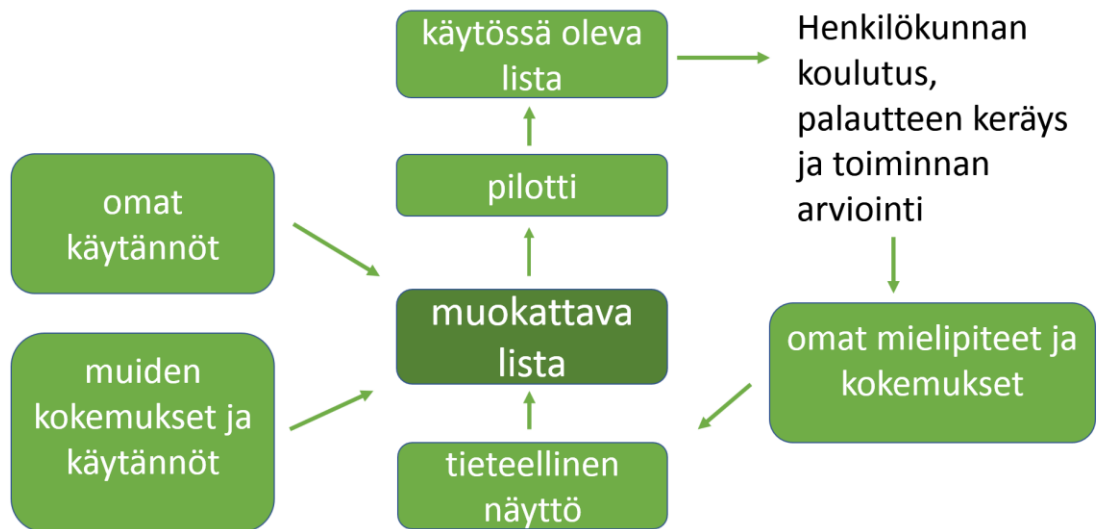 käytössä oleva
lista
Henkilökunnan
koulutus,
palautteen keräys
ja toiminnan
arviointi
pilotti
omat
käytännöt
muokattava
lista
omat mielipiteet ja
kokemukset
muiden
kokemukset ja
käytännöt
tieteellinen
näyttö